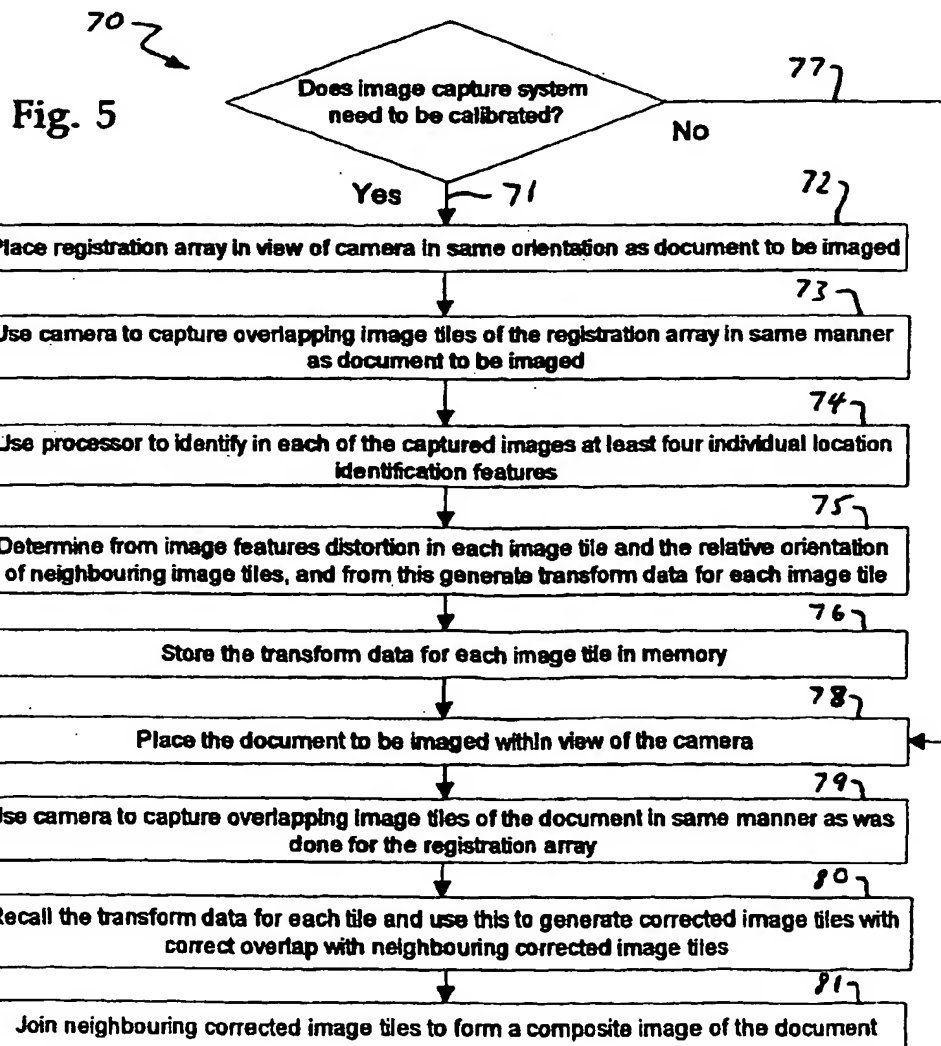 70
Fig. 5
Does image capture system
need to be calibrated?
77
No
Yes
71
72
Place registration array in view of camera in same orientation as document to be imaged
73
Use camera to capture overlapping image tiles of the registration array in same manner
as document to be imaged
74
Use processor to identify in each of the captured images at least four individual location
identification features
75
Determine from image features distortion in each image tile and the relative orientation
of neighbouring image tiles, and from this generate transform data for each image tile
76
Store the transform data for each image tile in memory
78
Place the document to be imaged within view of the camera
79
Use camera to capture overlapping image tiles of the document in same manner as was
done for the registration array
80
Recall the transform data for each tile and use this to generate corrected image tiles with
correct overlap with neighbouring corrected image tiles
81
Join neighbouring corrected image tiles to form a composite image of the document